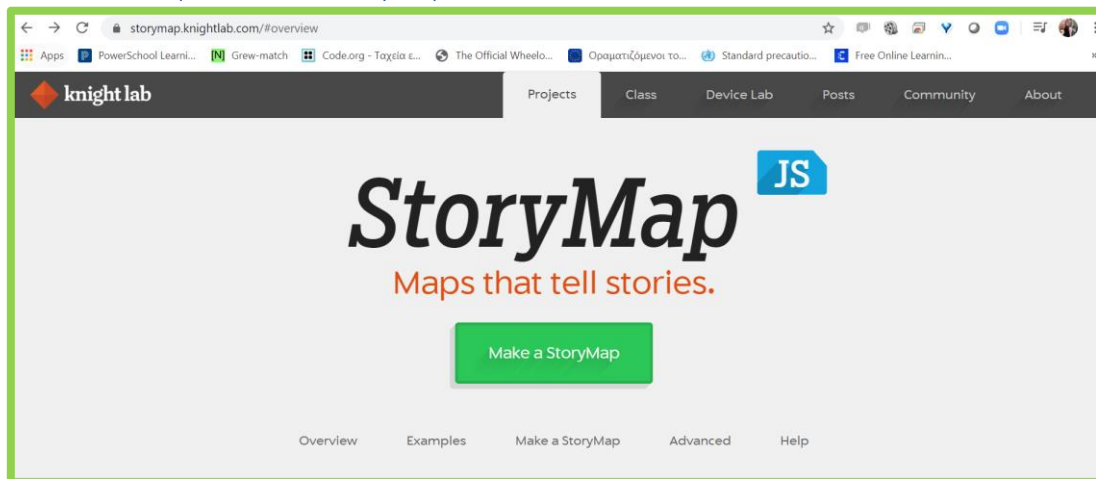 storymap.knightlab.com/#overview
Apps PowerSchool Learni... [N] Grew-match Code.org - Ταχεία ε... The Official Wheelo... Οραματιζόμενοι το... Standard precautio... Free Online Learnin...
knight lab Projects Class Device Lab Posts Community About
StoryMap JS
Maps that tell stories.
Make a StoryMap
Overview Examples Make a StoryMap Advanced Help